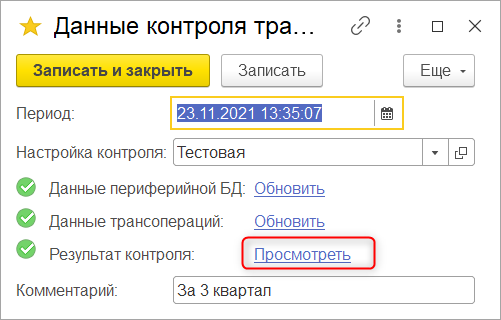 Данные контроля тра...
Записать и закрыть Записать Еще
Период: 23.11.2021 13:35:07
Настройка контроля: Тестовая
Данные периферийной БД: Обновить
Данные трансопераций: Обновить
Результат контроля: Просмотреть
Комментарий: За 3 квартал